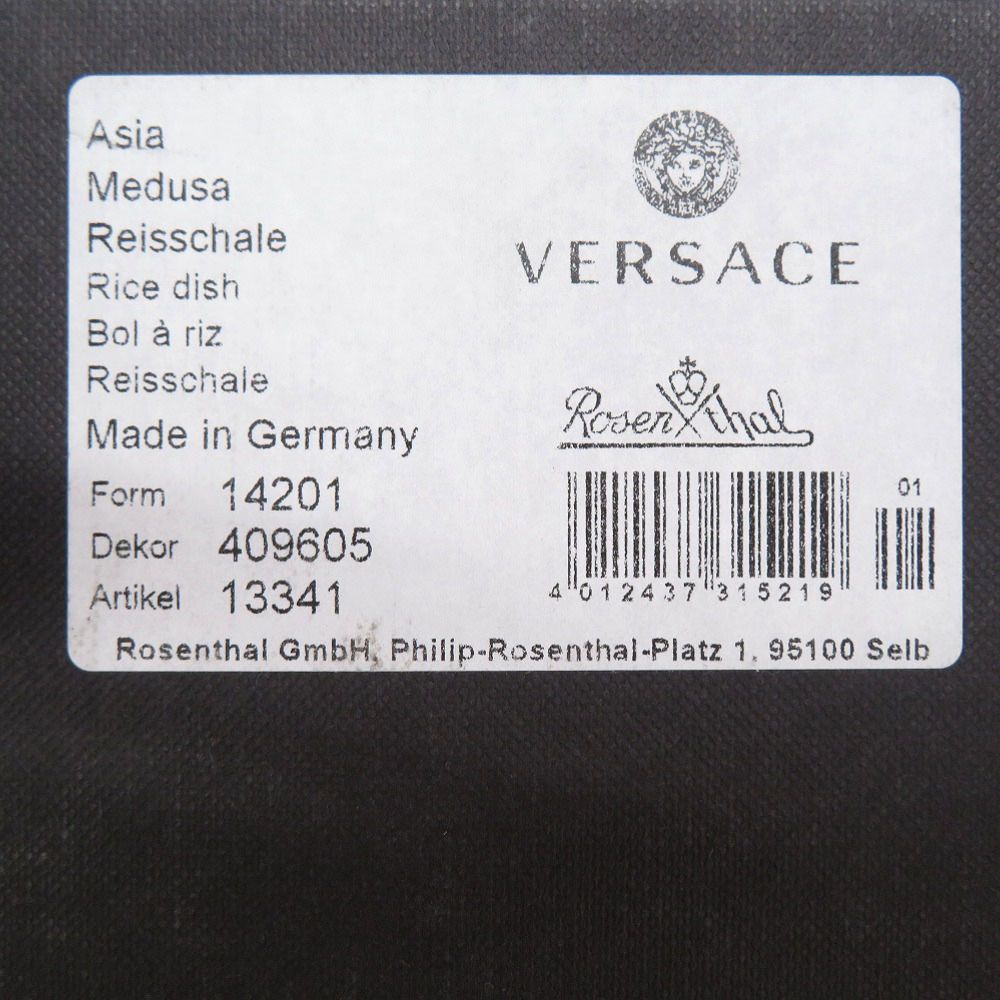 Asia
Medusa
Reisschale
Rice dish
Bol à riz
Reisschale
Made in Germany
Form 14201
Dekor 409605
Artikel 13341
VERSACE
Rosenthal
01
4 012437 315219
Rosenthal GmbH, Philip-Rosenthal-Platz 1, 95100 Selb